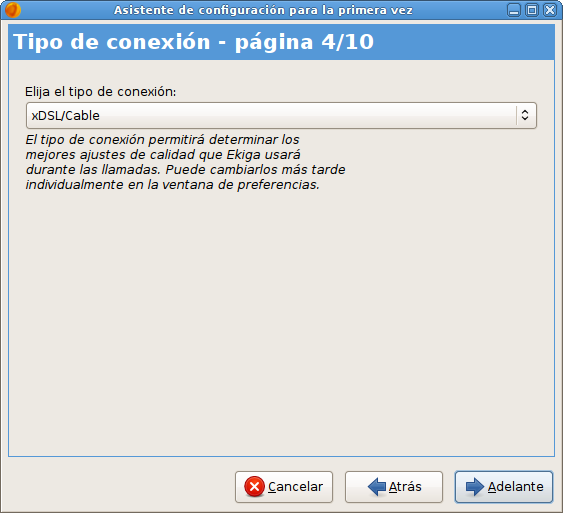 Asistente de configuración para la primera vez
Tipo de conexión - página 4/10
Elija el tipo de conexión:
xDSL/Cable
El tipo de conexión permitirá determinar los
mejores ajustes de calidad que Ekiga usará
durante las llamadas. Puede cambiarlos más tarde
individualmente en la ventana de preferencias.
Cancelar
Atrás
Adelante